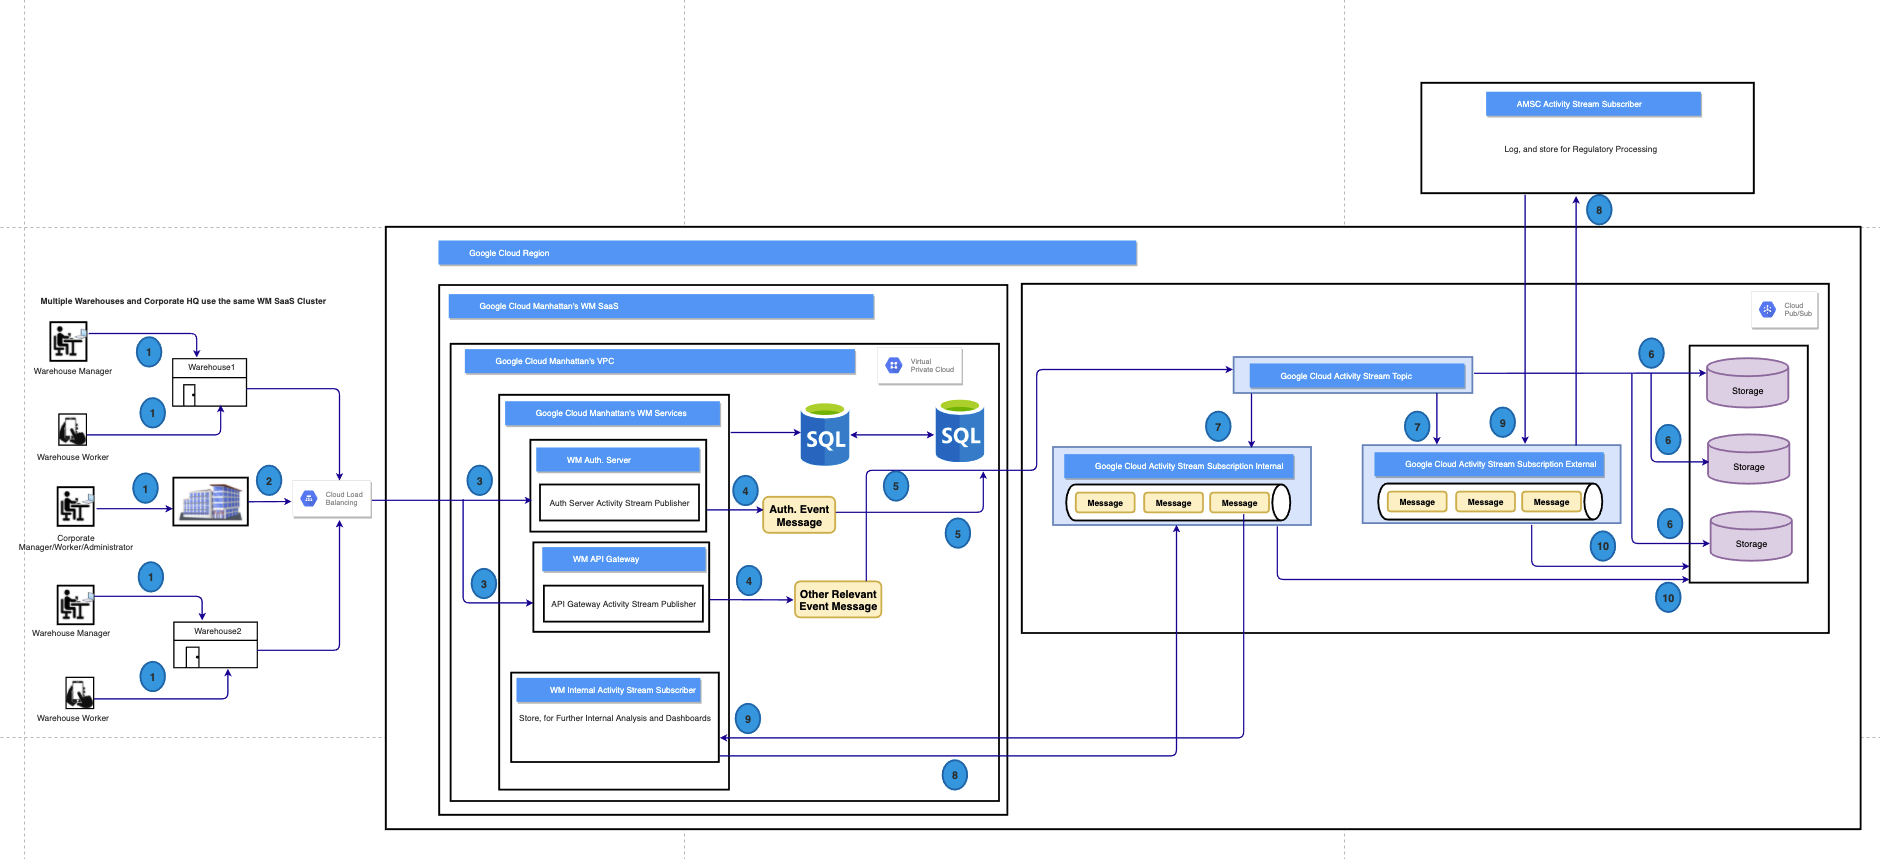 AMSC Activity Stream Subscriber
Log, and store for Regulatory Processing
8
Google Cloud Region
Multiple Warehouses and Corporate HQ use the same WM SaaS Cluster
Google Cloud Manhattan's WM SaaS
Cloud
Pub/Sub
Google Cloud Manhattan's VPC
Virtual
Private Cloud
1
Warehouse Manager
Warehouse1
1
Warehouse Worker
1
2
Corporate
Manager/Worker/Administrator
Cloud Load
Balancing
1
Warehouse Manager
Warehouse2
1
Warehouse Worker
3
3
Google Cloud Manhattan's WM Services
WM Auth. Server
Auth Server Activity Stream Publisher
WM API Gateway
API Gateway Activity Stream Publisher
WM Internal Activity Stream Subscriber
Store, for Further Internal Analysis and Dashboards
SQL
SQL
4
Auth. Event
Message
5
5
4
Other Relevant
Event Message
9
8
Google Cloud Activity Stream Topic
7
7
9
Google Cloud Activity Stream Subscription Internal
Message
Message
Message
Google Cloud Activity Stream Subscription External
Message
Message
Message
6
Storage
6
Storage
6
Storage
10
10